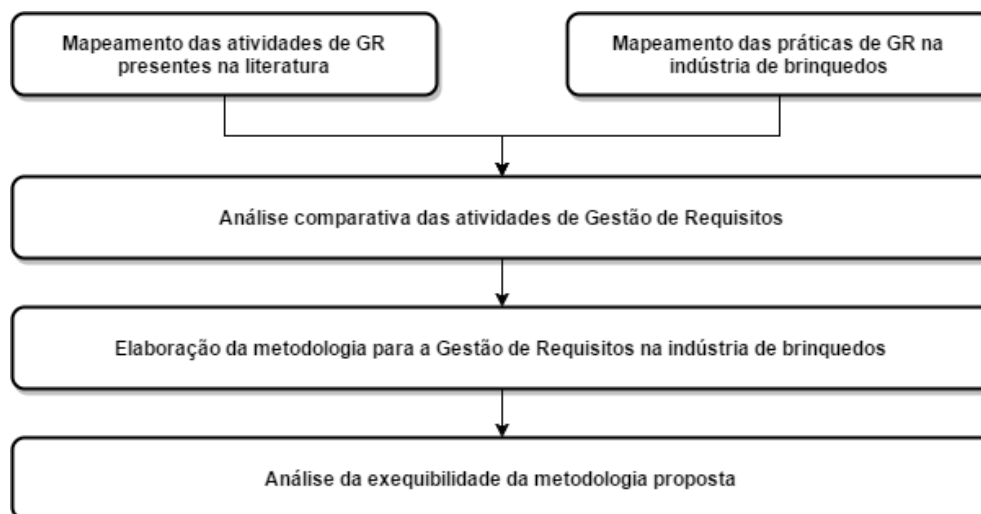 Mapeamento das atividades de GR
presentes na literatura
Mapeamento das práticas de GR na
indústria de brinquedos
Análise comparativa das atividades de Gestão de Requisitos
Elaboração da metodologia para a Gestão de Requisitos na indústria de brinquedos
Análise da exequibilidade da metodologia proposta